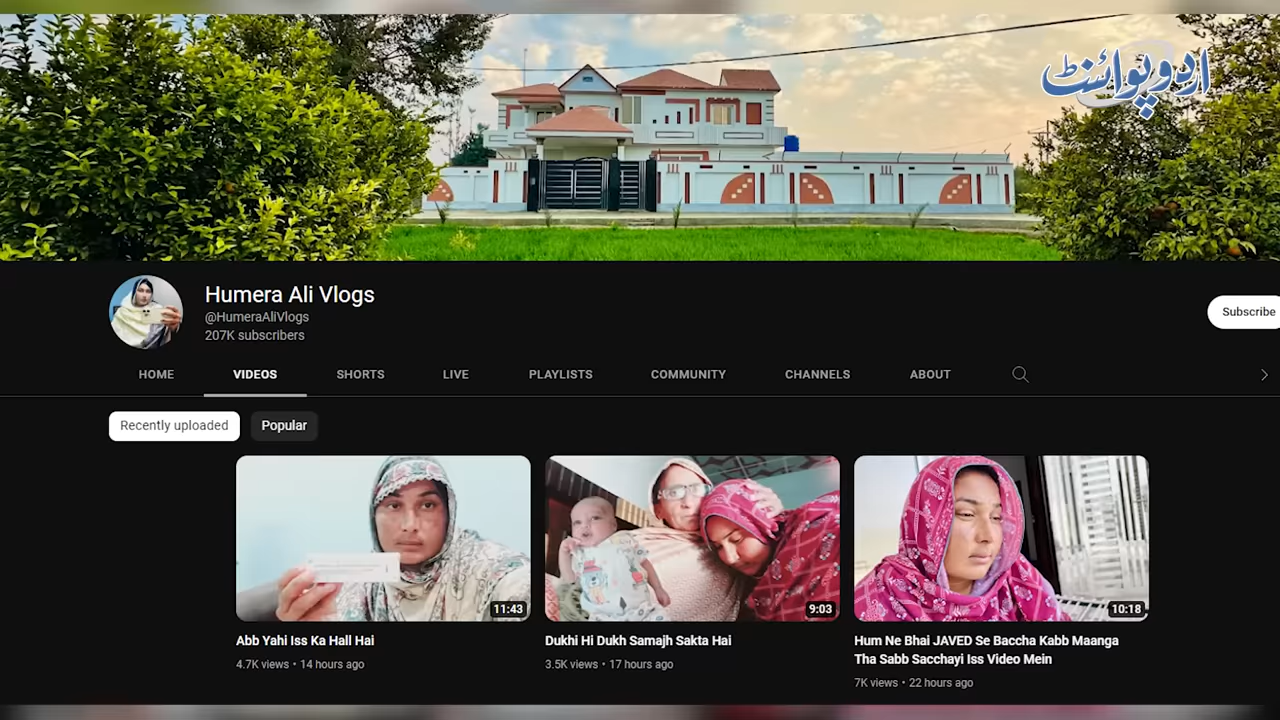 اردو پوائنٹ
Humera Ali Vlogs
@HumeraAliVlogs
207K subscribers
Subscribe
HOME
VIDEOS
SHORTS
LIVE
PLAYLISTS
COMMUNITY
CHANNELS
ABOUT
Recently uploaded
Popular
11:43
9:03
10:18
Abb Yahi Iss Ka Hall Hai
4.7K views • 14 hours ago
Dukhi Hi Dukh Samajh Sakta Hai
3.5K views • 17 hours ago
Hum Ne Bhai JAVED Se Baccha Kabb Maanga
Tha Sabb Sacchayi Iss Video Mein
7K views • 22 hours ago